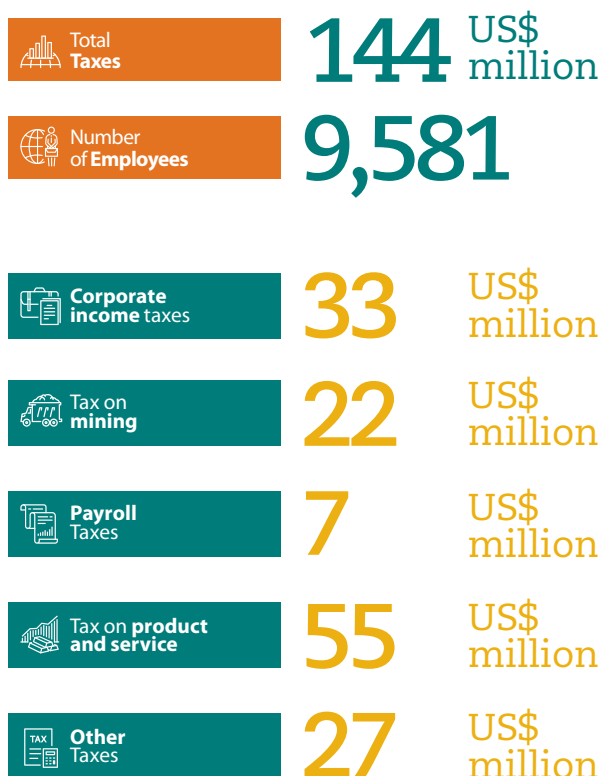 Total
Taxes
144 US$
million
Number
of Employees
9,581
Corporate
income taxes
33 US$
million
Tax on
mining
22 US$
million
Payroll
Taxes
7 US$
million
Tax on product
and service
55 US$
million
TAX
Other
Taxes
27 US$
million